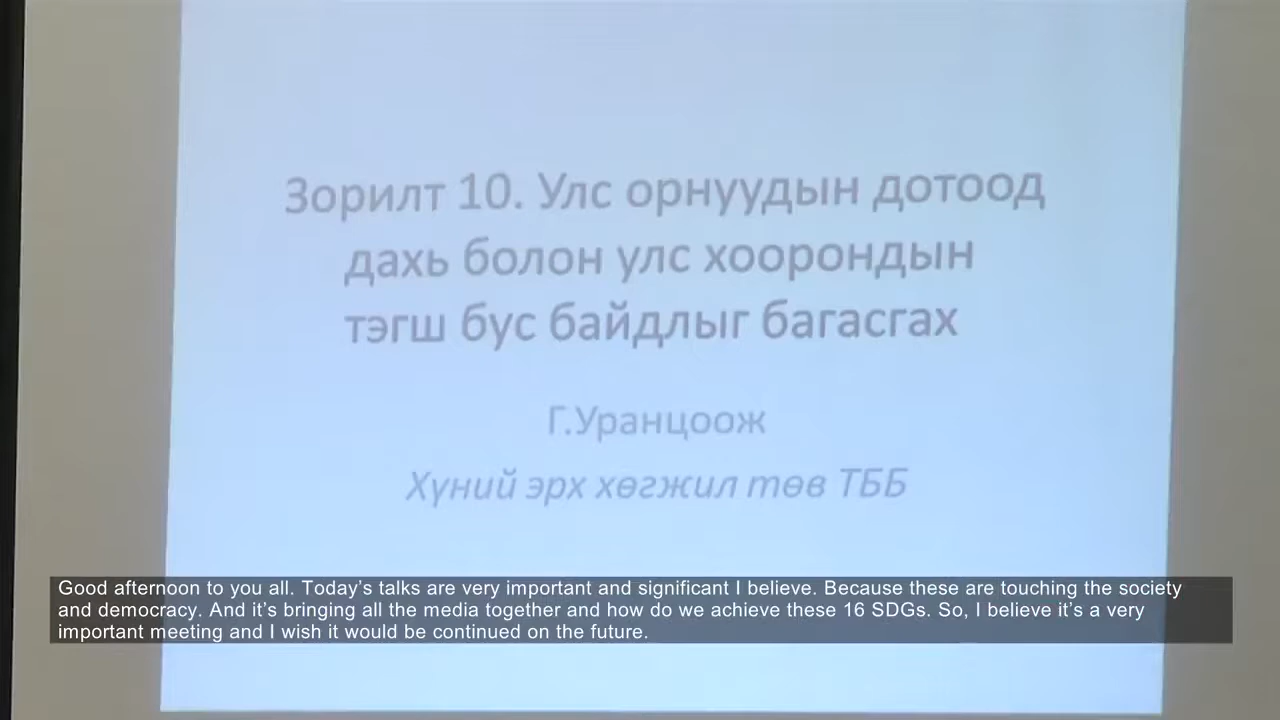 Зорилт 10. Улс орнуудын дотоод
дахь болон улс хоорондын
тэгш бус байдлыг багасгах
Г.Уранцоож
Хүний эрх хөгжил төв ТББ
Good afternoon to you all. Today's talks are very important and significant I believe. Because these are touching the society
and democracy. And it's bringing all the media together and how do we achieve these 16 SDGs. So, I believe it's a very
important meeting and I wish it would be continued on the future.